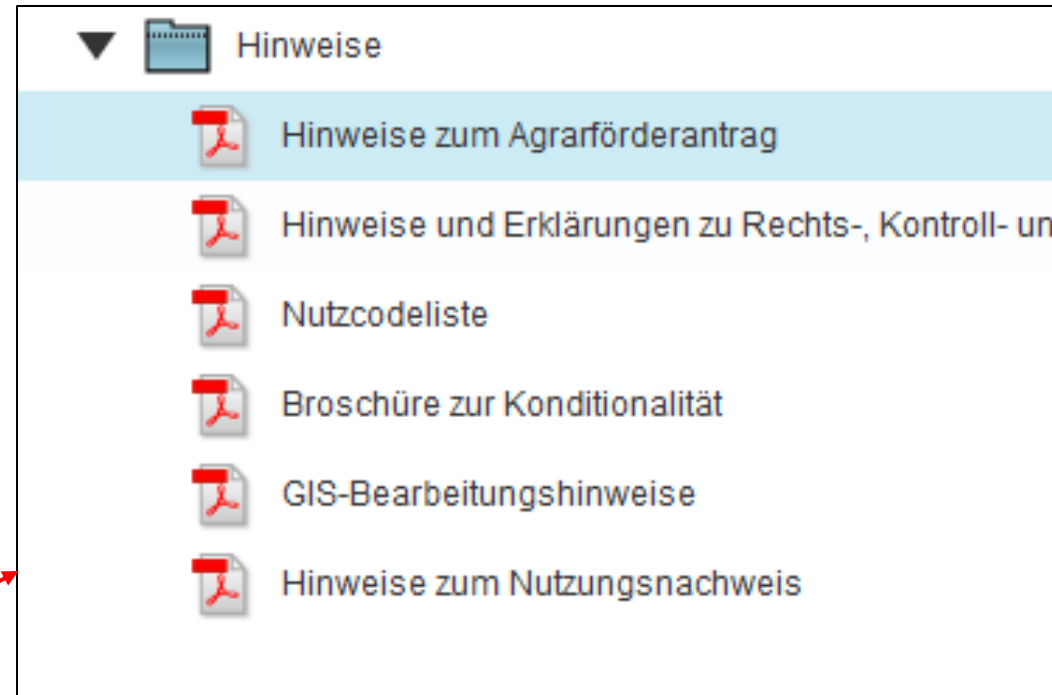 Hinweise
Hinweise zum Agrarförderantrag
Hinweise und Erklärungen zu Rechts-, Kontroll- un
Nutzcodeliste
Broschüre zur Konditionalität
GIS-Bearbeitungshinweise
Hinweise zum Nutzungsnachweis